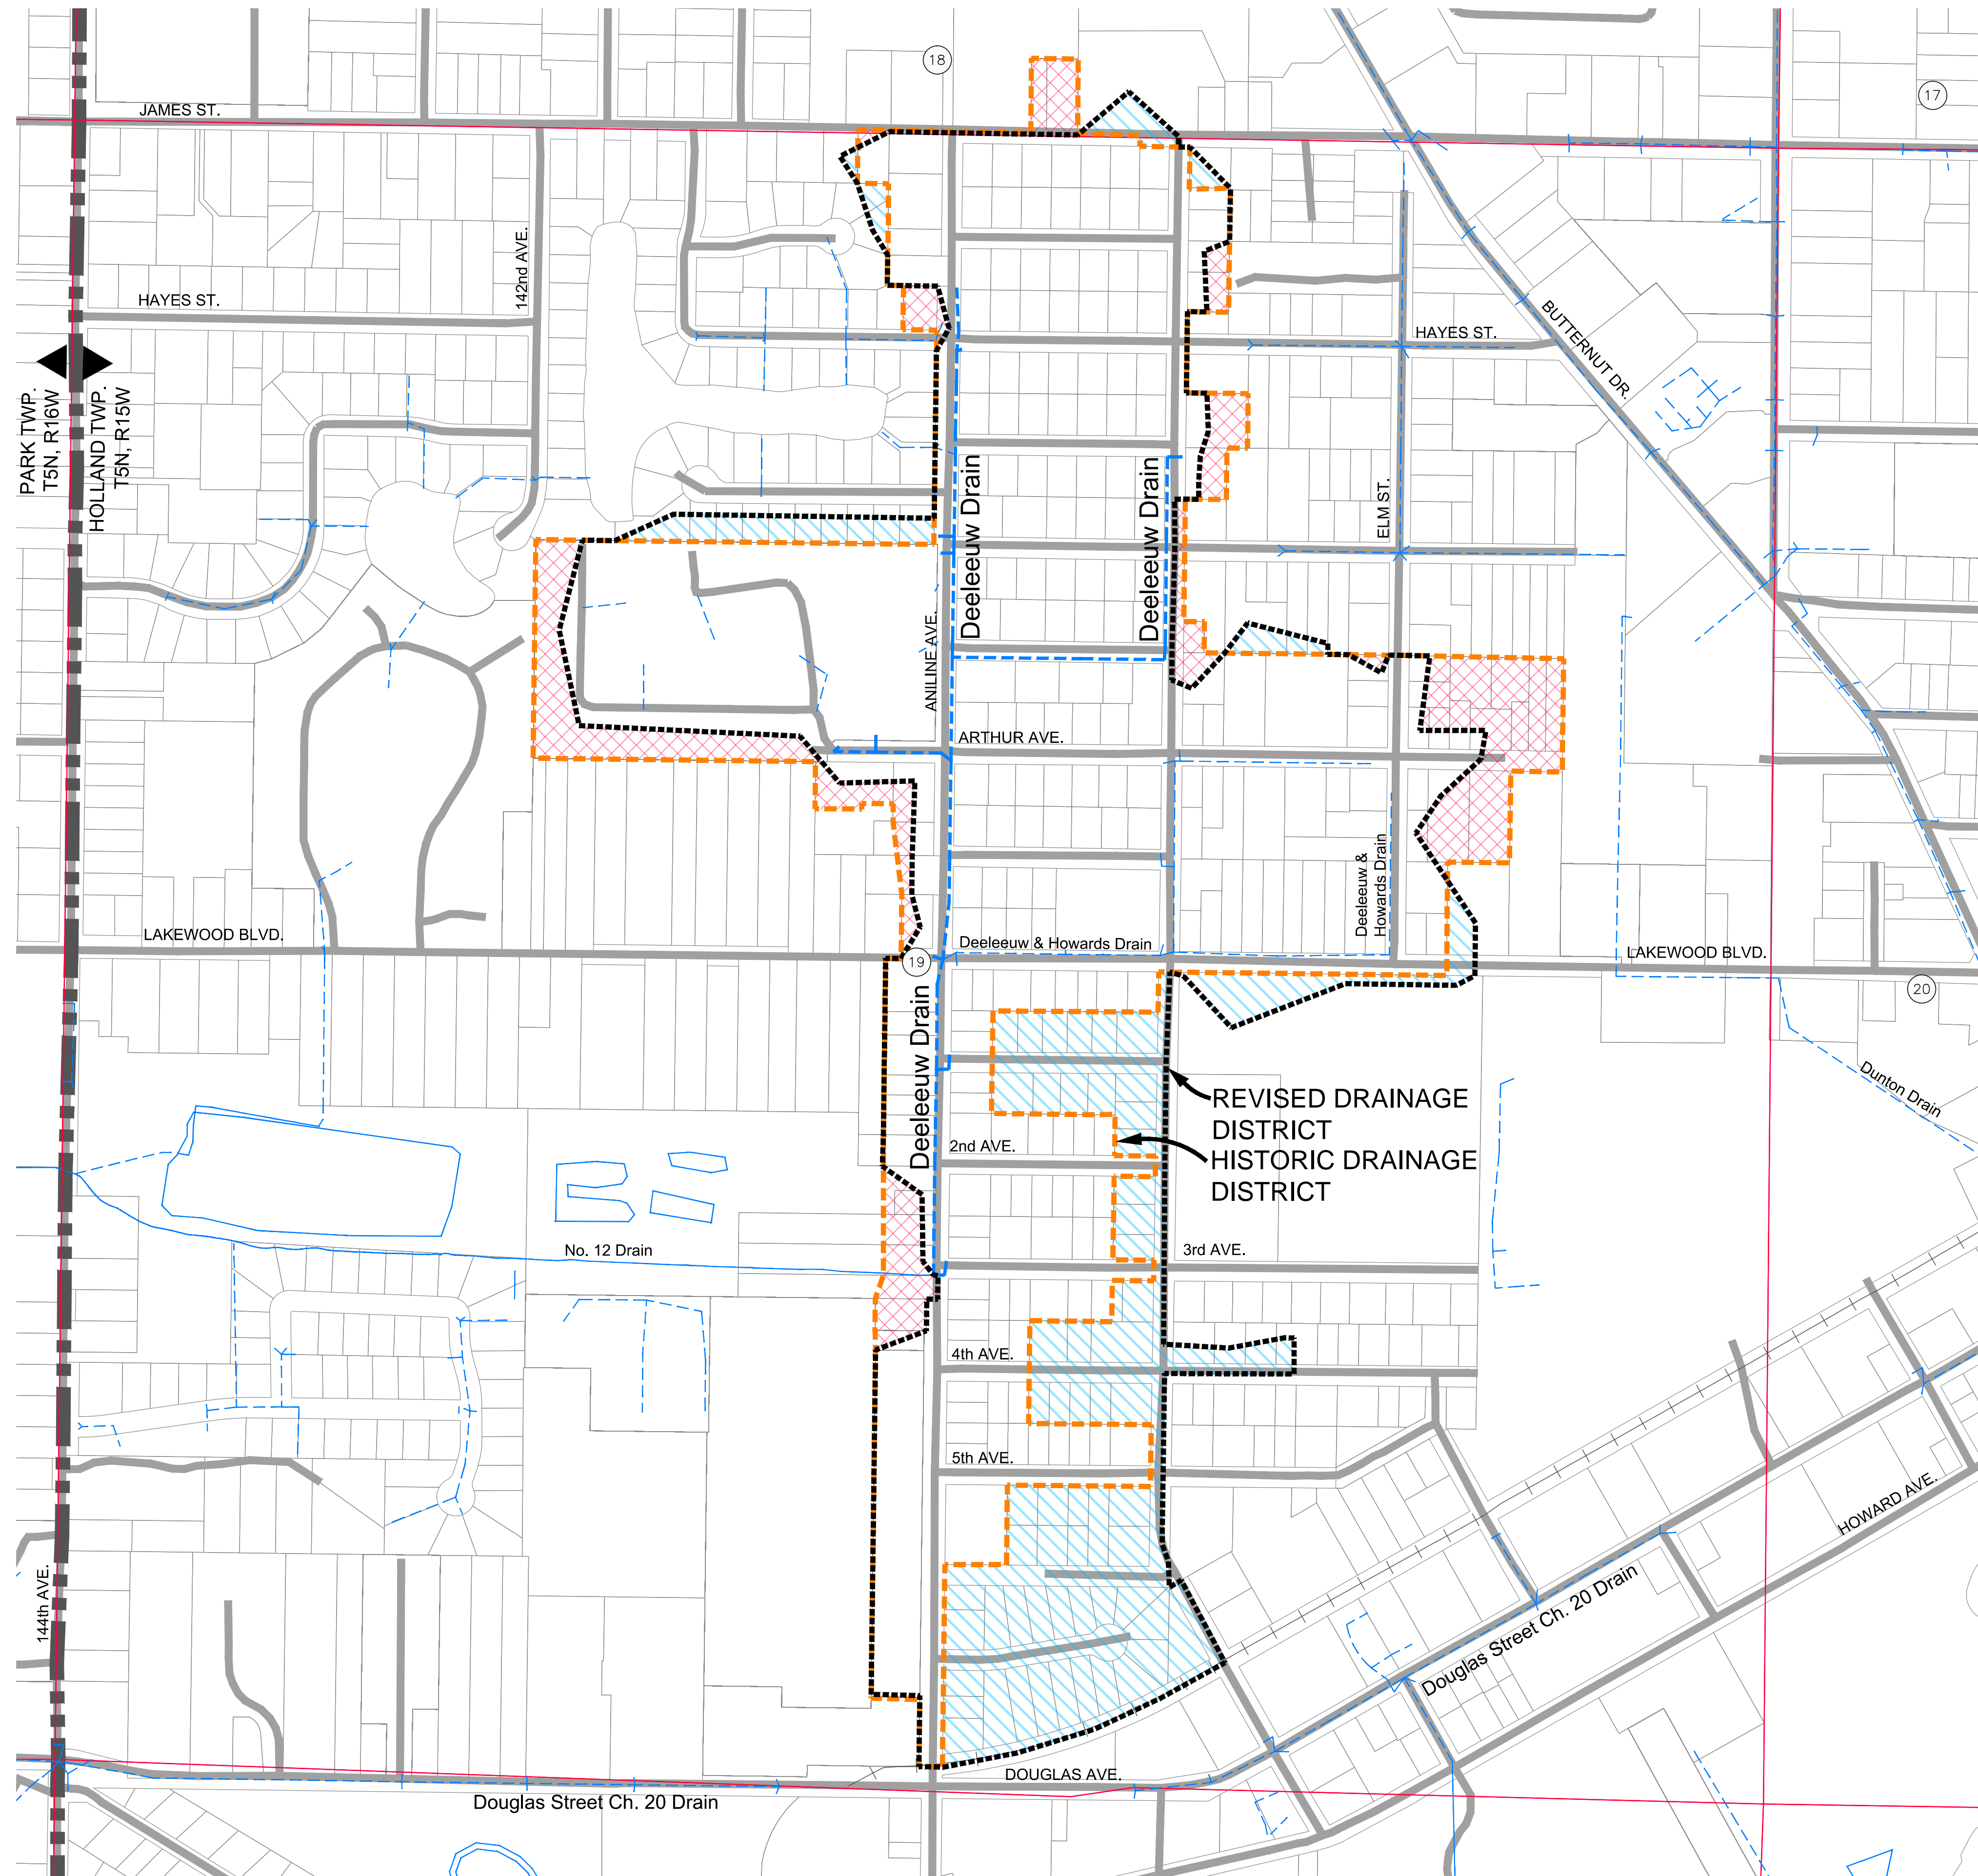 18
17
JAMES ST.
142nd AVE.
HAYES ST.
HAYES ST.
BUTTERNUT DR.
PARK TWP.
T5N, R16W
HOLLAND TWP.
T5N, R15W
Deeleeuw Drain
Deeleeuw Drain
ELM ST.
ANILINE AVE.
ARTHUR AVE.
Deeleeuw &
Howards Drain
LAKEWOOD BLVD.
Deeleeuw & Howards Drain
LAKEWOOD BLVD.
19
20
Deeleeuw Drain
Dunton Drain
REVISED DRAINAGE
DISTRICT
HISTORIC DRAINAGE
DISTRICT
2nd AVE.
No. 12 Drain
3rd AVE.
4th AVE.
5th AVE.
HOWARD AVE.
144th AVE.
Douglas Street Ch. 20 Drain
DOUGLAS AVE.
Douglas Street Ch. 20 Drain